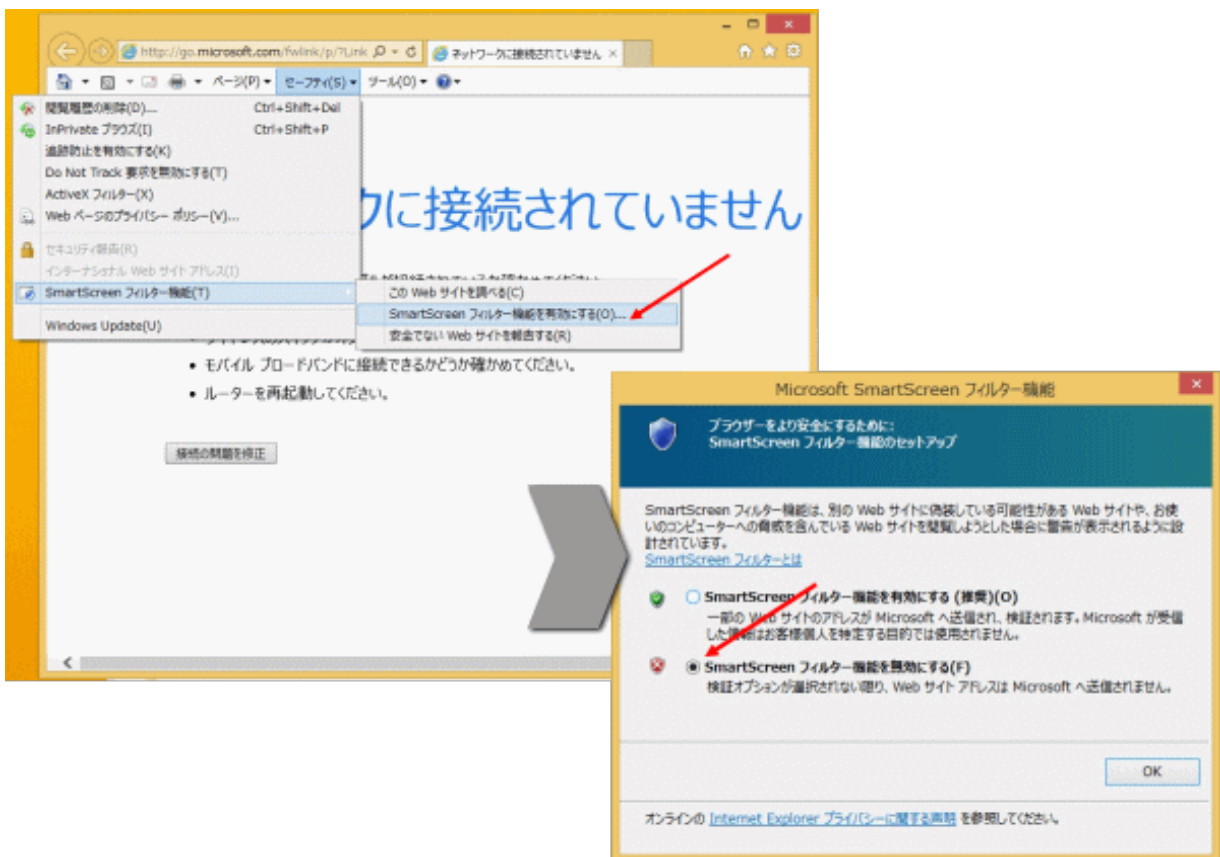 http://go.microsoft.com/fwlink/p/?Link
ネットワークに接続されていません
ページ(P)
セーフティ(S)
ツール(O)
閲覧履歴の削除(D)... Ctrl+Shift+Del
InPrivate ブラウズ(I) Ctrl+Shift+P
追跡防止を有効にする(K)
Do Not Track 要求を無効にする(T)
ActiveX フィルター(X)
Web ページのプライバシー ポリシー(V)...
セキュリティ報告(R)
インターナショナル Web サイト アドレス(I)
SmartScreen フィルター機能(T)
Windows Update(U)
クに接続されていません
この Web サイトを調べる(C)
SmartScreen フィルター機能を有効にする(O)...
安全でない Web サイトを報告する(R)
• モバイル ブロードバンドに接続できるかどうか確かめてください。
• ルーターを再起動してください。
接続の問題を修正
Microsoft SmartScreen フィルター機能
ブラウザーをより安全にするために:
SmartScreen フィルター機能のセットアップ
SmartScreen フィルター機能は、別の Web サイトに偽装している可能性がある Web サイトや、お使
いのコンピューターへの脅威を含んでいる Web サイトを閲覧しようとした場合に警告が表示されるように設
計されています。
SmartScreen フィルターとは
SmartScreen フィルター機能を有効にする (推奨)(O)
一部の Web サイトのアドレスが Microsoft へ送信され、検証されます。Microsoft が受信
した情報はお客様個人を特定する目的では使用されません。
SmartScreen フィルター機能を無効にする(F)
検証オプションが選択されない限り、Web サイト アドレスは Microsoft へ送信されません。
OK
オンラインの Internet Explorer プライバシーに関する声明 を参照してください。